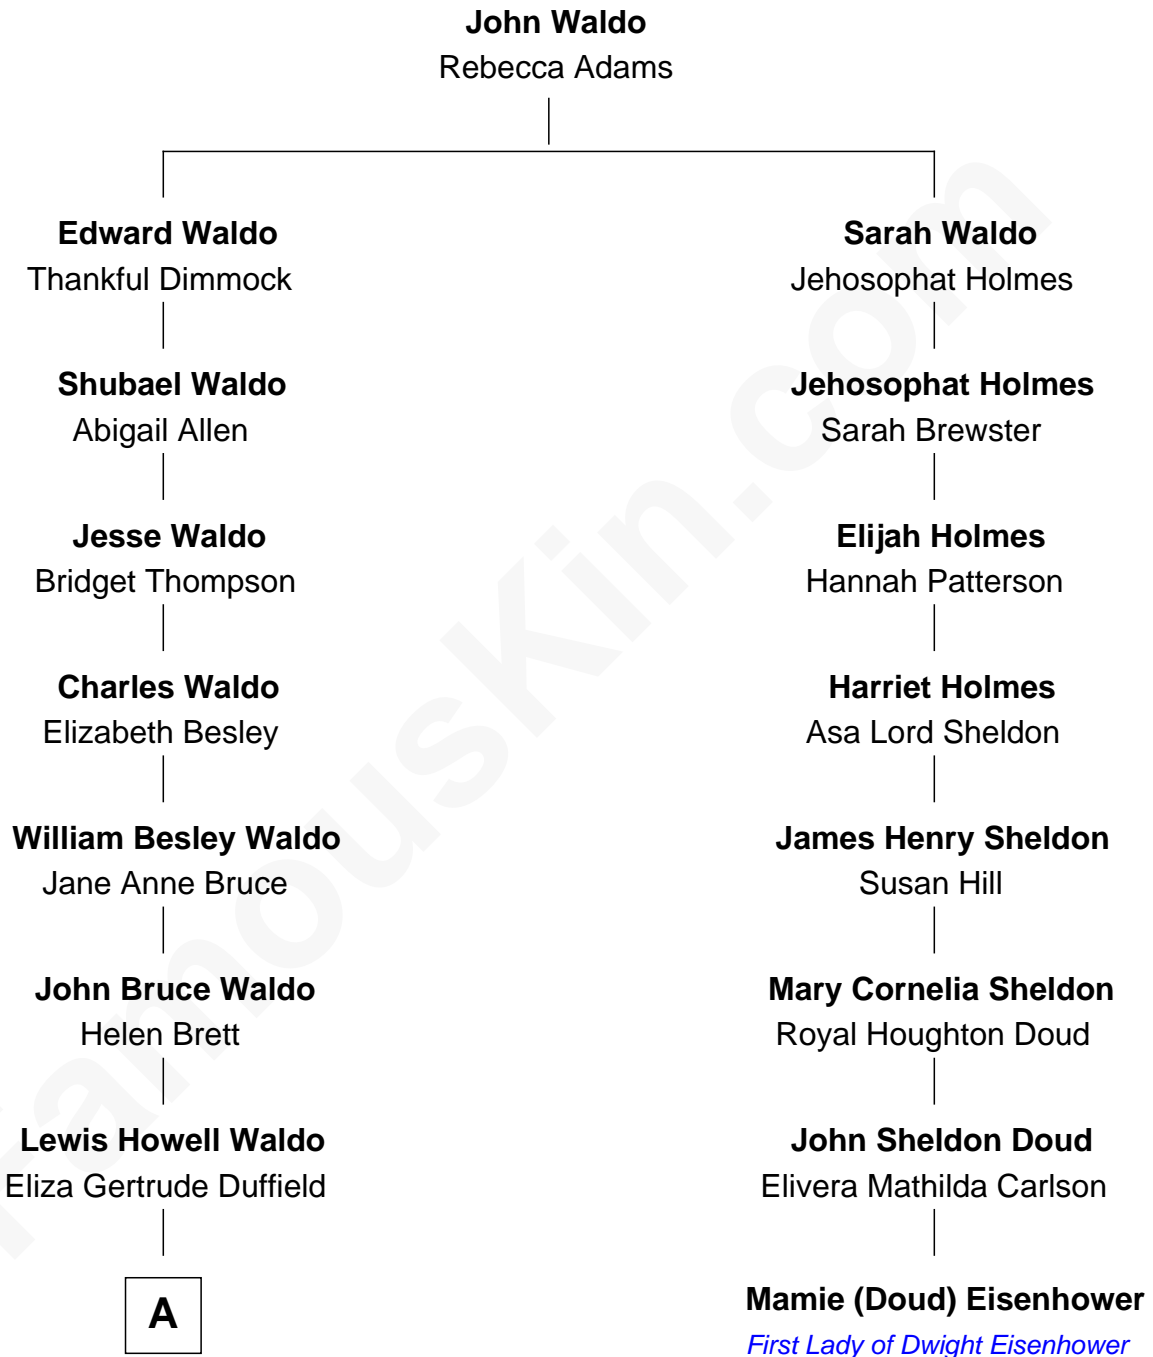 John Waldo
Rebecca Adams
Edward Waldo
Thankful Dimmock
Sarah Waldo
Jehosophat Holmes
Shubael Waldo
Abigail Allen
Jehosophat Holmes
Sarah Brewster
Jesse Waldo
Bridget Thompson
Elijah Holmes
Hannah Patterson
Charles Waldo
Elizabeth Besley
Harriet Holmes
Asa Lord Sheldon
William Besley Waldo
Jane Anne Bruce
James Henry Sheldon
Susan Hill
John Bruce Waldo
Helen Brett
Mary Cornelia Sheldon
Royal Houghton Doud
Lewis Howell Waldo
Eliza Gertrude Duffield
John Sheldon Doud
Elivera Mathilda Carlson
A
Mamie (Doud) Eisenhower
First Lady of Dwight Eisenhower
FamousKin.com